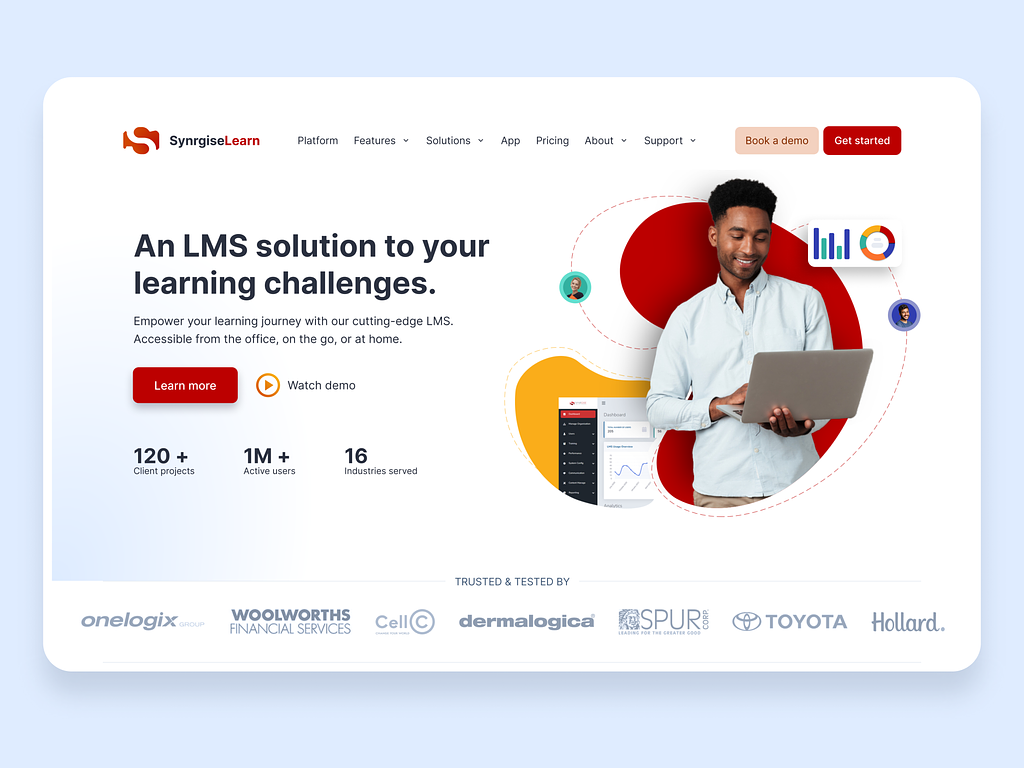 SynrgiseLearn
Platform
Features
Solutions
App
Pricing
About
Support
Book a demo
Get started
An LMS solution to your
learning challenges.
Empower your learning journey with our cutting-edge LMS.
Accessible from the office, on the go, or at home.
Learn more
Watch demo
120 +
Client projects
1M +
Active users
16
Industries served
Dashboard
Analytics
TRUSTED & TESTED BY
onelogix GROUP
WOOLWORTHS
FINANCIAL SERVICES
Cell C
dermalogica
SPUR CORP.
LEADING FOR THE GREATER GOOD
TOYOTA
Hollard.